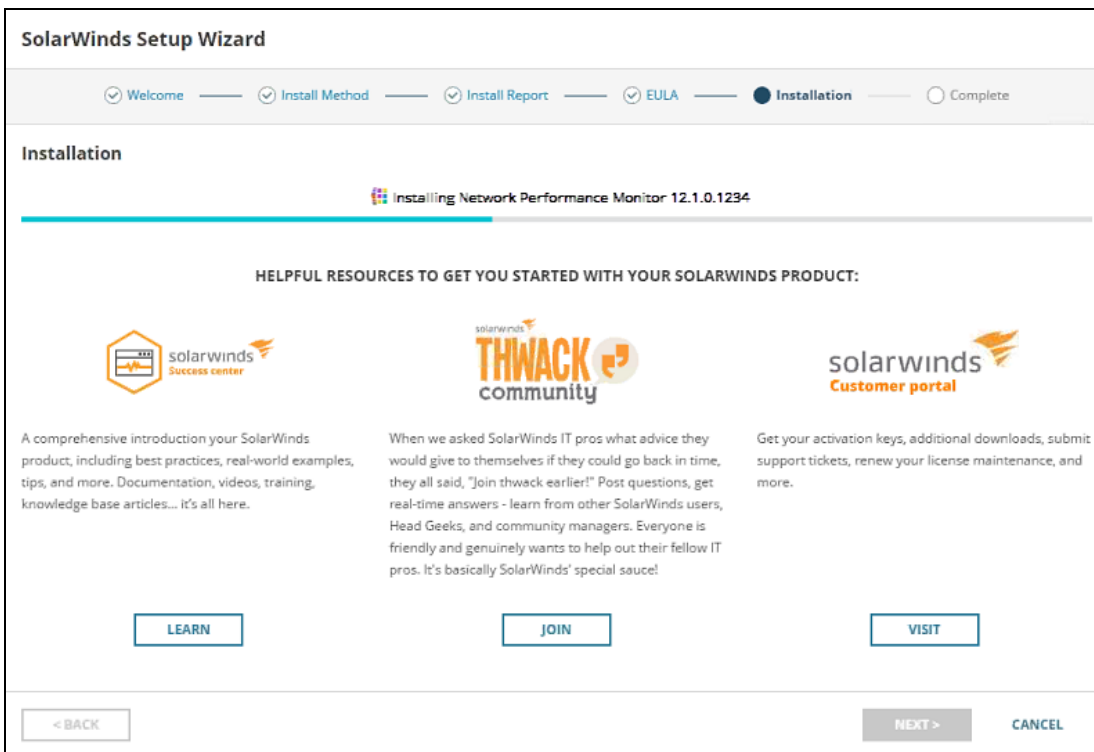 SolarWinds Setup Wizard
Welcome Install Method Install Report EULA Installation Complete
Installation
Installing Network Performance Monitor 12.1.0.1234
HELPFUL RESOURCES TO GET YOU STARTED WITH YOUR SOLARWINDS PRODUCT:
solarwinds
Success center
A comprehensive introduction your SolarWinds
product, including best practices, real-world examples,
tips, and more. Documentation, videos, training,
knowledge base articles... it's all here.
LEARN
solarwinds
THWACK
community
When we asked SolarWinds IT pros what advice they
would give to themselves if they could go back in time,
they all said, "Join thwack earlier!" Post questions, get
real-time answers - learn from other SolarWinds users,
Head Geeks, and community managers. Everyone is
friendly and genuinely wants to help out their fellow IT
pros. It's basically SolarWinds' special sauce!
JOIN
solarwinds
Customer portal
Get your activation keys, additional downloads, submit
support tickets, renew your license maintenance, and
more.
VISIT
< BACK NEXT > CANCEL